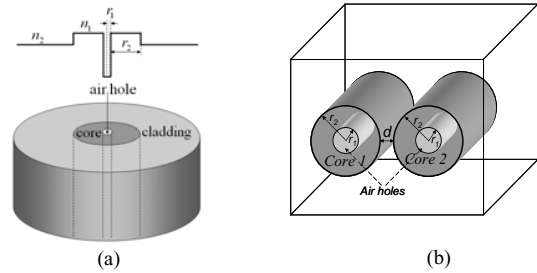 r1
n1
n2
r2
air hole
core
cladding
(a)
r2
r1
d
r2
r1
Core 1
Core 2
Air holes
(b)